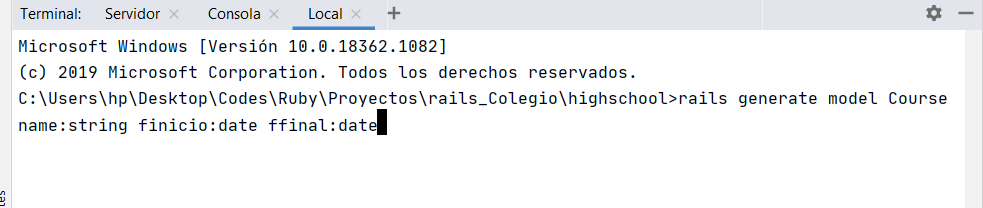 Terminal: Servidor Consola Local
Microsoft Windows [Versión 10.0.18362.1082]
(c) 2019 Microsoft Corporation. Todos los derechos reservados.
C:\Users\hp\Desktop\Codes\Ruby\Proyectos\rails_Colegio\highschool>rails generate model Course
name:string finicio:date ffinal:date